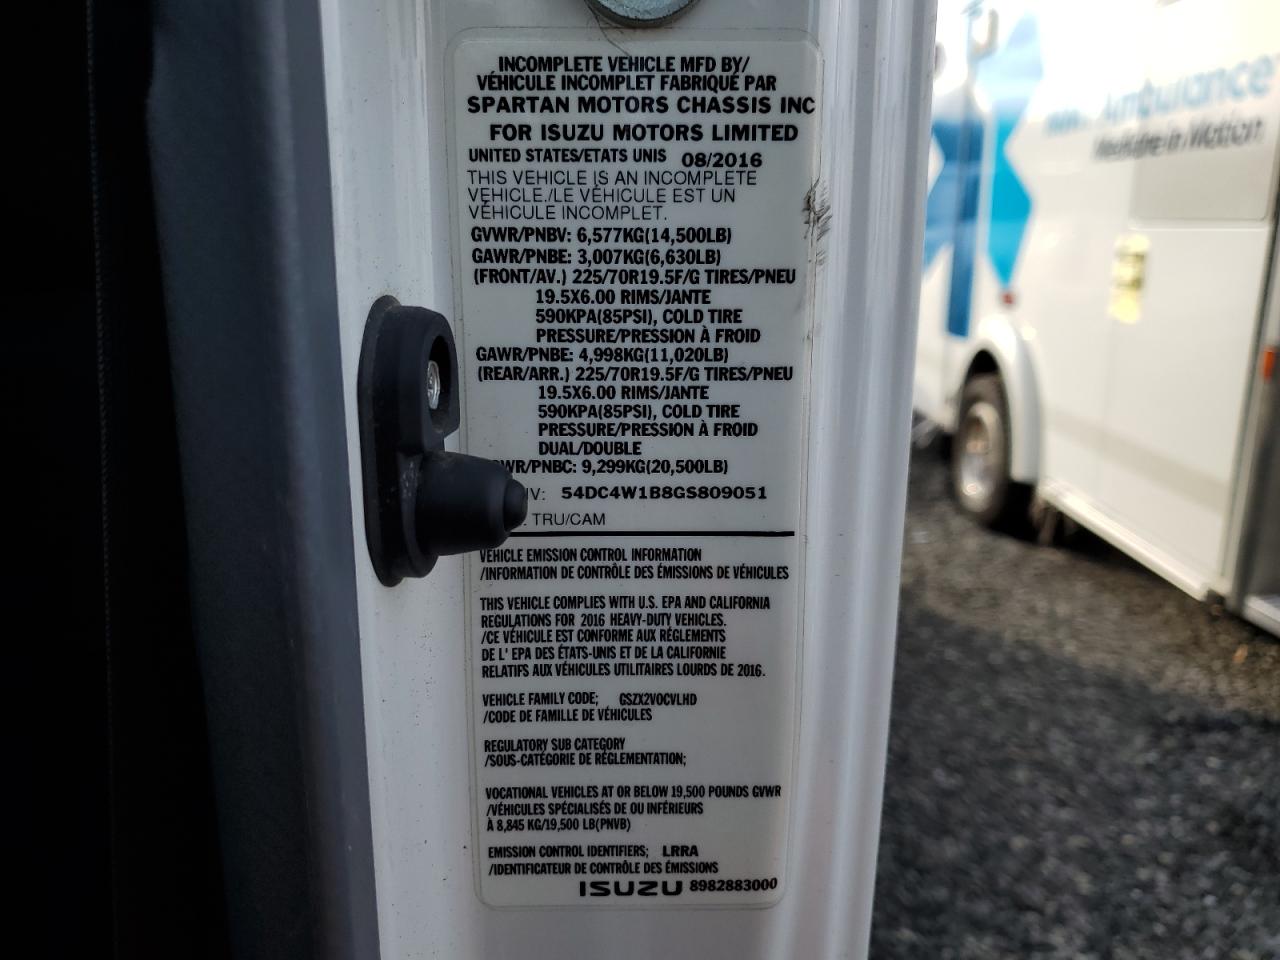 INCOMPLETE VEHICLE MFD BY/
VÉHICULE INCOMPLET FABRIQUÉ PAR
SPARTAN MOTORS CHASSIS INC
FOR ISUZU MOTORS LIMITED
UNITED STATES/ETATS UNIS 08/2016
THIS VEHICLE IS AN INCOMPLETE
VEHICLE./LE VÉHICULE EST UN
VÉHICULE INCOMPLET.
GVWR/PNBV: 6,577KG(14,500LB)
GAWR/PNBE: 3,007KG(6,630LB)
(FRONT/AV.) 225/70R19.5F/G TIRES/PNEU
19.5X6.00 RIMS/JANTE
590KPA(85PSI), COLD TIRE
PRESSURE/PRESSION À FROID
GAWR/PNBE: 4,998KG(11,020LB)
(REAR/ARR.) 225/70R19.5F/G TIRES/PNEU
19.5X6.00 RIMS/JANTE
590KPA(85PSI), COLD TIRE
PRESSURE/PRESSION À FROID
DUAL/DOUBLE
WR/PNBC: 9,299KG(20,500LB)
IV: 54DC4W1B8GS809051
: TRU/CAM
VEHICLE EMISSION CONTROL INFORMATION
/INFORMATION DE CONTRÔLE DES ÉMISSIONS DE VÉHICULES
THIS VEHICLE COMPLIES WITH U.S. EPA AND CALIFORNIA
REGULATIONS FOR 2016 HEAVY-DUTY VEHICLES.
/CE VÉHICULE EST CONFORME AUX RÉGLEMENTS
DE L' EPA DES ÉTATS-UNIS ET DE LA CALIFORNIE
RELATIFS AUX VÉHICULES UTILITAIRES LOURDS DE 2016.
VEHICLE FAMILY CODE; GSZX2VOCVLHD
/CODE DE FAMILLE DE VÉHICULES
REGULATORY SUB CATEGORY
/SOUS-CATÉGORIE DE RÉGLEMENTATION;
VOCATIONAL VEHICLES AT OR BELOW 19,500 POUNDS GVWR
/VÉHICULES SPÉCIALISÉS DE OU INFÉRIEURS
À 8,845 KG/19,500 LB(PNVB)
EMISSION CONTROL IDENTIFIERS; LRRA
/IDENTIFICATEUR DE CONTRÔLE DES ÉMISSIONS
ISUZU 8982883000
Ambulance
Medicine in Motion